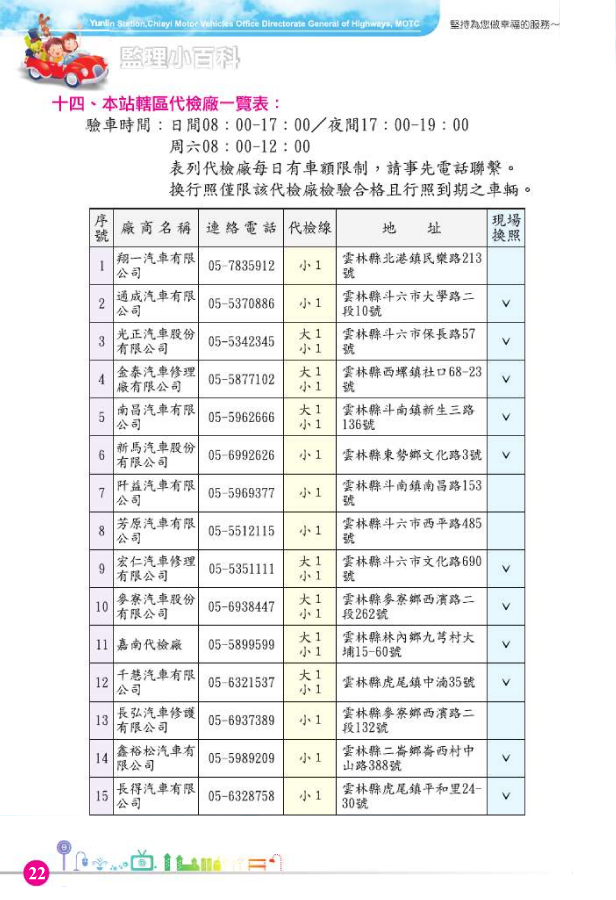 Yunlin Station,Chiayi Motor Vehicles Office Directorate General of Highways, MOTC
堅持為您做幸福的服務～
監理小百科
十四、本站轄區代檢廠一覽表：
驗車時間：日間08：00-17：00／夜間17：00-19：00
周六08：00-12：00
表列代檢廠每日有車額限制，請事先電話聯繫。
換行照僅限該代檢廠檢驗合格且行照到期之車輛。
序號 廠商名稱 連絡電話 代檢線 地址 現場換照
1 翔一汽車有限公司 05-7835912 小1 雲林縣北港鎮民樂路213號
2 通成汽車有限公司 05-5370886 小1 雲林縣斗六市大學路二段10號 v
3 光正汽車股份有限公司 05-5342345 大1 小1 雲林縣斗六市保長路57號 v
4 金泰汽車修理廠有限公司 05-5877102 大1 小1 雲林縣西螺鎮社口68-23號 v
5 南昌汽車有限公司 05-5962666 大1 小1 雲林縣斗南鎮新生三路136號 v
6 新馬汽車股份有限公司 05-6992626 小1 雲林縣東勢鄉文化路3號 v
7 阡益汽車有限公司 05-5969377 小1 雲林縣斗南鎮南昌路153號
8 芳原汽車有限公司 05-5512115 小1 雲林縣斗六市西平路485號
9 宏仁汽車修理有限公司 05-5351111 大1 小1 雲林縣斗六市文化路690號 v
10 麥寮汽車股份有限公司 05-6938447 大1 小1 雲林縣麥寮鄉西濱路二段262號 v
11 嘉南代檢廠 05-5899599 大1 小1 雲林縣林內鄉九芎村大埔15-60號 v
12 千慧汽車有限公司 05-6321537 大1 小1 雲林縣虎尾鎮中湳35號 v
13 長弘汽車修護有限公司 05-6937389 小1 雲林縣麥寮鄉西濱路二段132號
14 鑫裕松汽車有限公司 05-5989209 小1 雲林縣二崙鄉崙西村中山路388號 v
15 長得汽車有限公司 05-6328758 小1 雲林縣虎尾鎮平和里24-30號 v
22